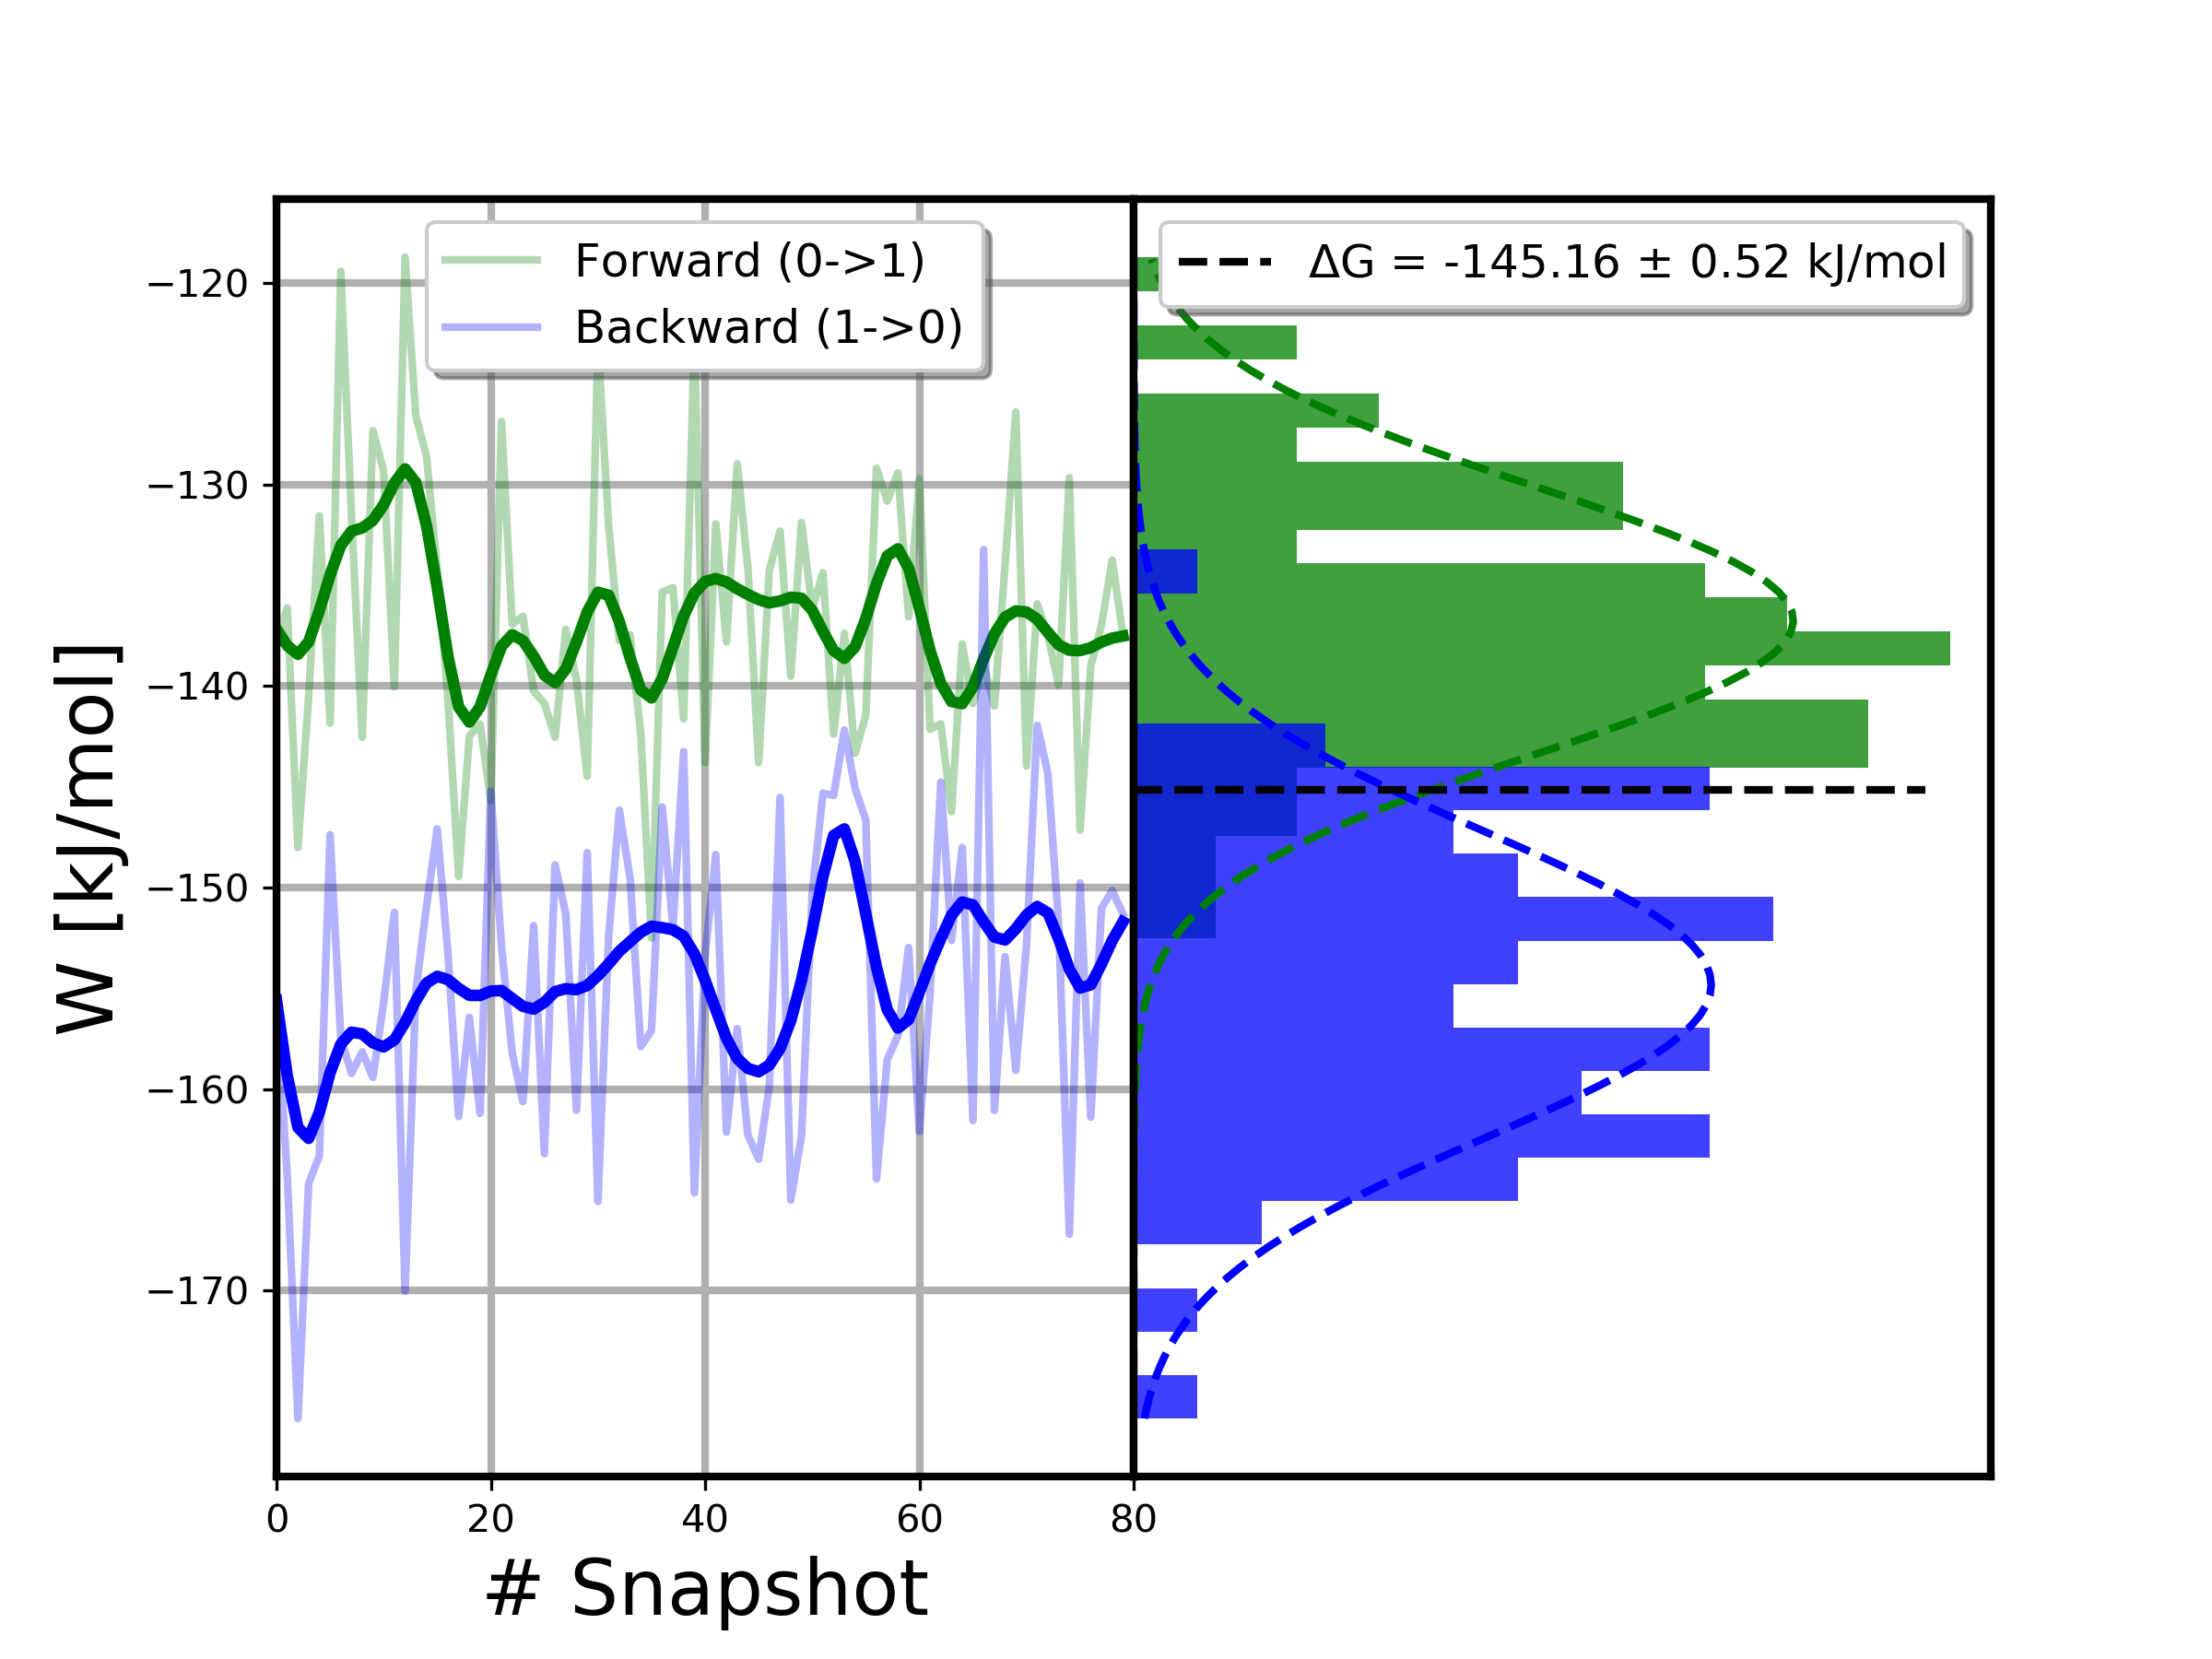 Forward (0->1)
Backward (1->0)
ΔG = -145.16 ± 0.52 kJ/mol
W [kJ/mol]
−120
−130
−140
−150
−160
−170
0 20 40 60 80
# Snapshot